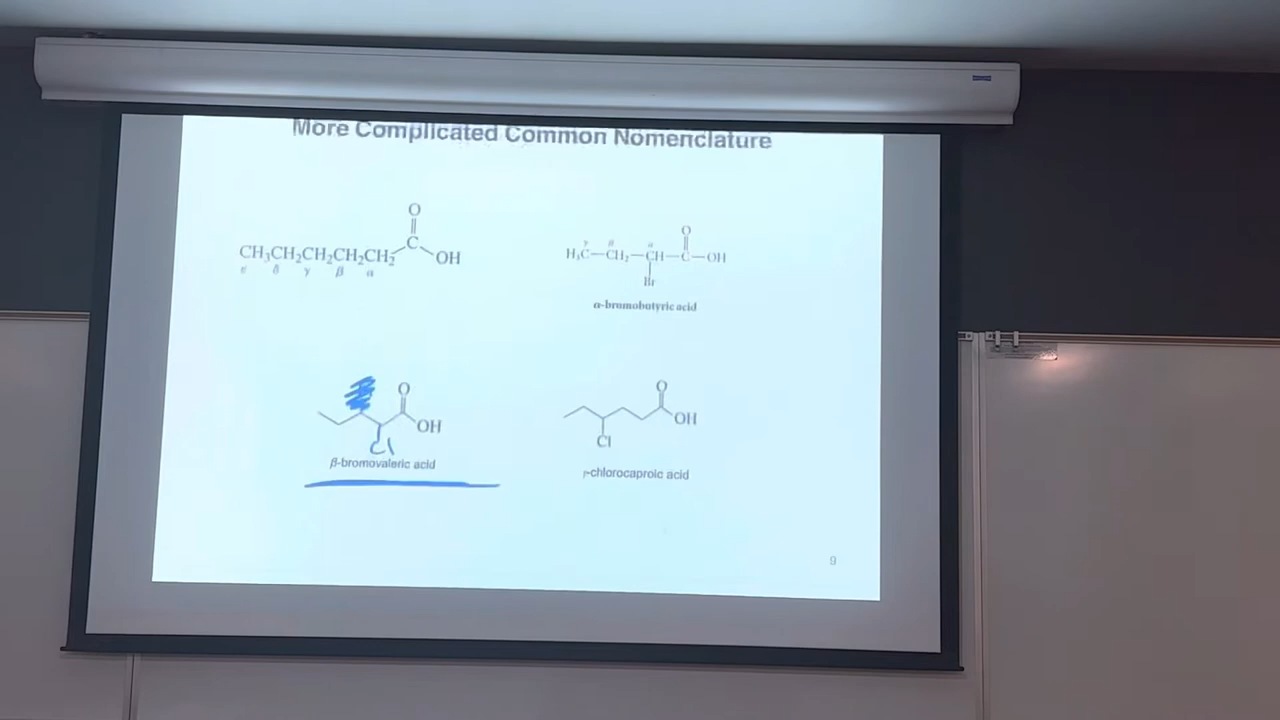 More Complicated Common Nomenclature
O
CH₃CH₂CH₂CH₂CH₂
C
OH
ε δ γ β α
O
γ β α
H₃C—CH₂—CH—C—OH
Br
α-bromobutyric acid
O
OH
Cl
β-bromovaleric acid
O
OH
Cl
γ-chlorocaproic acid
9